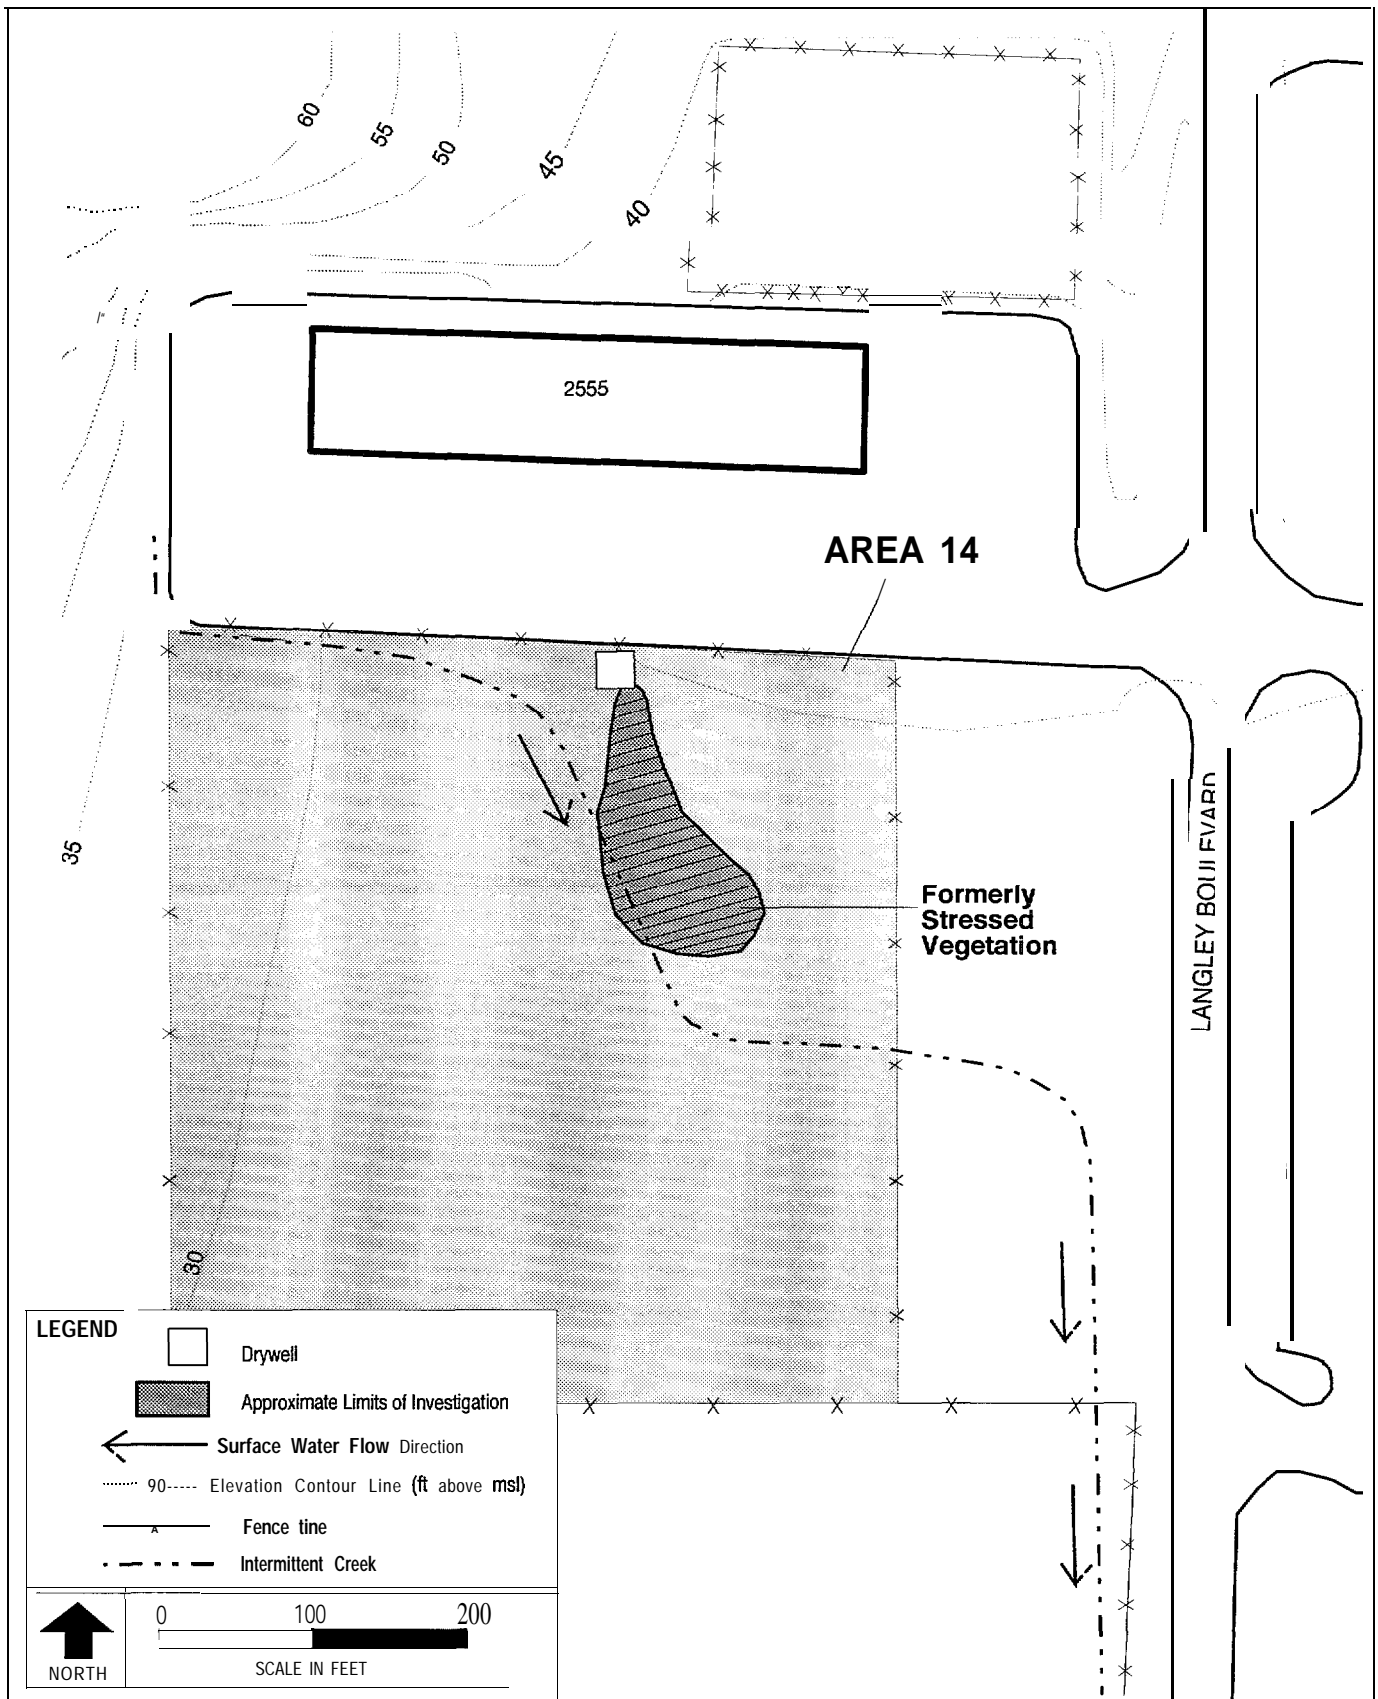 60
55
50
45
40
2555
AREA 14
Formerly
Stressed
Vegetation
LANGLEY BOULEVARD
35
30
LEGEND
Drywell
Approximate Limits of Investigation
Surface Water Flow Direction
90----- Elevation Contour Line (ft above msl)
A
Fence tine
Intermittent Creek
0 100 200
SCALE IN FEET
NORTH